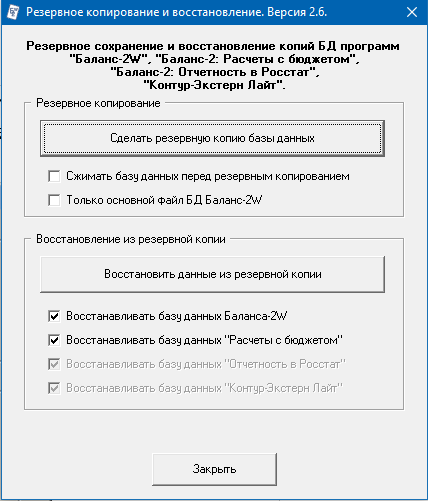 Резервное копирование и восстановление. Версия 2.6.
Резервное сохранение и восстановление копий БД программ
"Баланс-2W", "Баланс-2: Расчеты с бюджетом",
"Баланс-2: Отчетность в Росстат",
"Контур-Экстерн Лайт".
Резервное копирование
Сделать резервную копию базы данных
Сжимать базу данных перед резервным копированием
Только основной файл БД Баланс-2W
Восстановление из резервной копии
Восстановить данные из резервной копии
Восстанавливать базу данных Баланса-2W
Восстанавливать базу данных "Расчеты с бюджетом"
Восстанавливать базу данных "Отчетность в Росстат"
Восстанавливать базу данных "Контур-Экстерн Лайт"
Закрыть